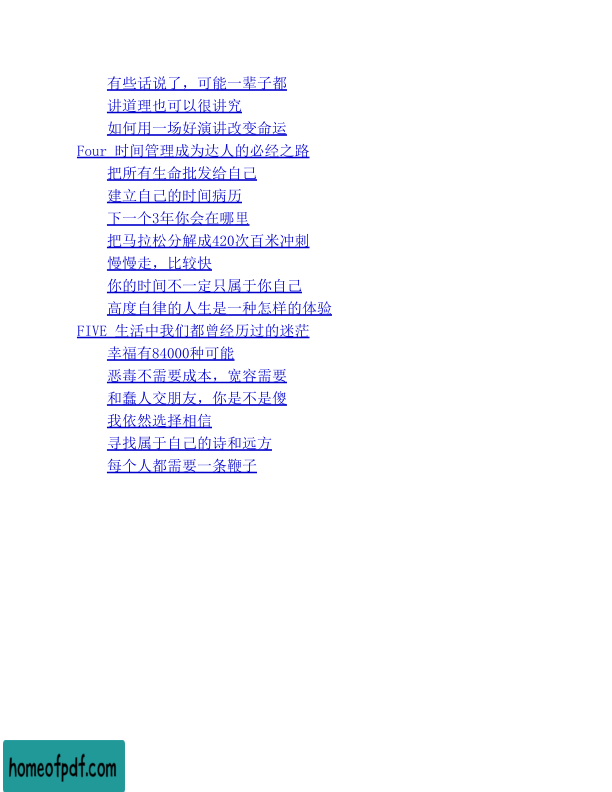 有些话说了，可能一辈子都
讲道理也可以很讲究
如何用一场好演讲改变命运
Four 时间管理成为达人的必经之路
把所有生命批发给自己
建立自己的时间病历
下一个3年你会在哪里
把马拉松分解成420次百米冲刺
慢慢走，比较快
你的时间不一定只属于你自己
高度自律的人生是一种怎样的体验
FIVE 生活中我们都曾经历过的迷茫
幸福有84000种可能
恶毒不需要成本，宽容需要
和蠢人交朋友，你是不是傻
我依然选择相信
寻找属于自己的诗和远方
每个人都需要一条鞭子
homeofpdf.com